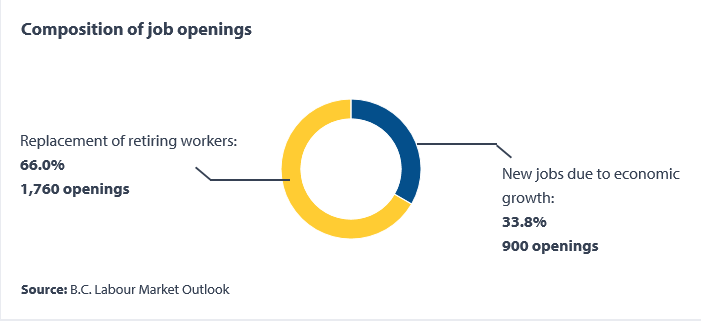 Composition of job openings
Replacement of retiring workers:
66.0%
1,760 openings
New jobs due to economic
growth:
33.8%
900 openings
Source: B.C. Labour Market Outlook